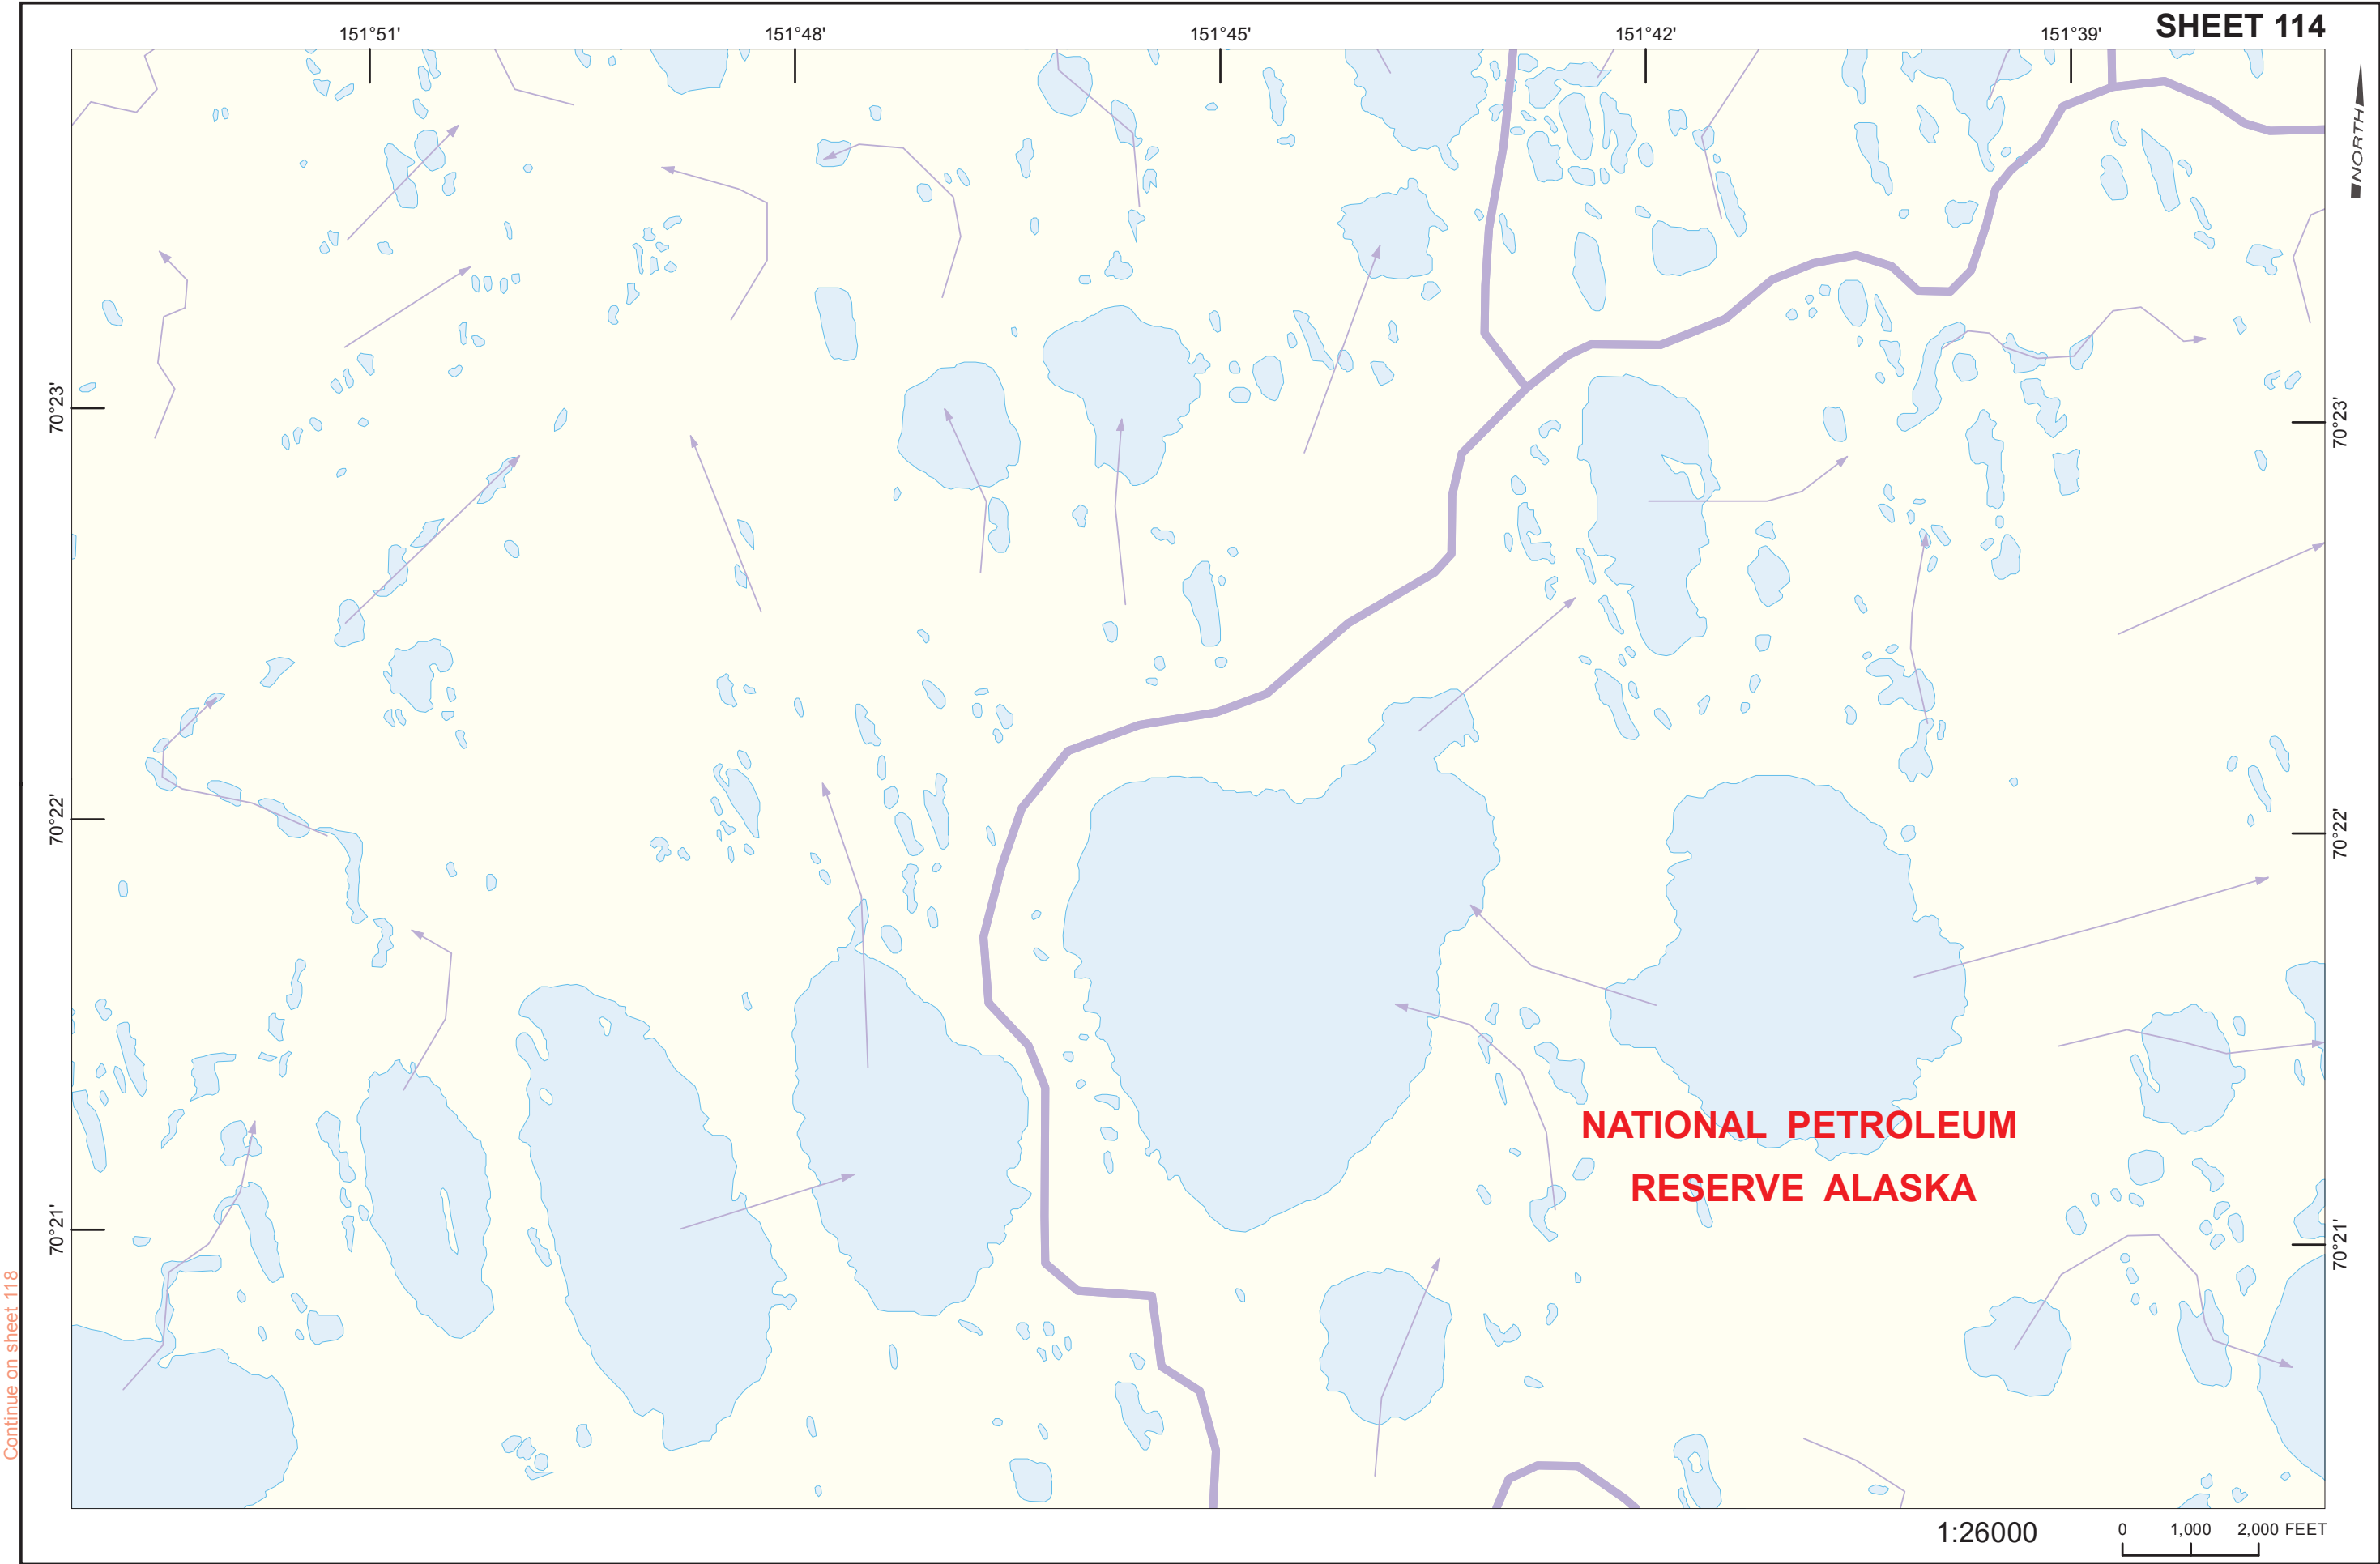 SHEET 114
151°51'
151°48'
151°45'
151°42'
151°39'
NORTH
70°23'
70°23'
70°22'
70°22'
NATIONAL PETROLEUM
RESERVE ALASKA
70°21'
70°21'
Continue on sheet 118
1:26000
0 1,000 2,000 FEET